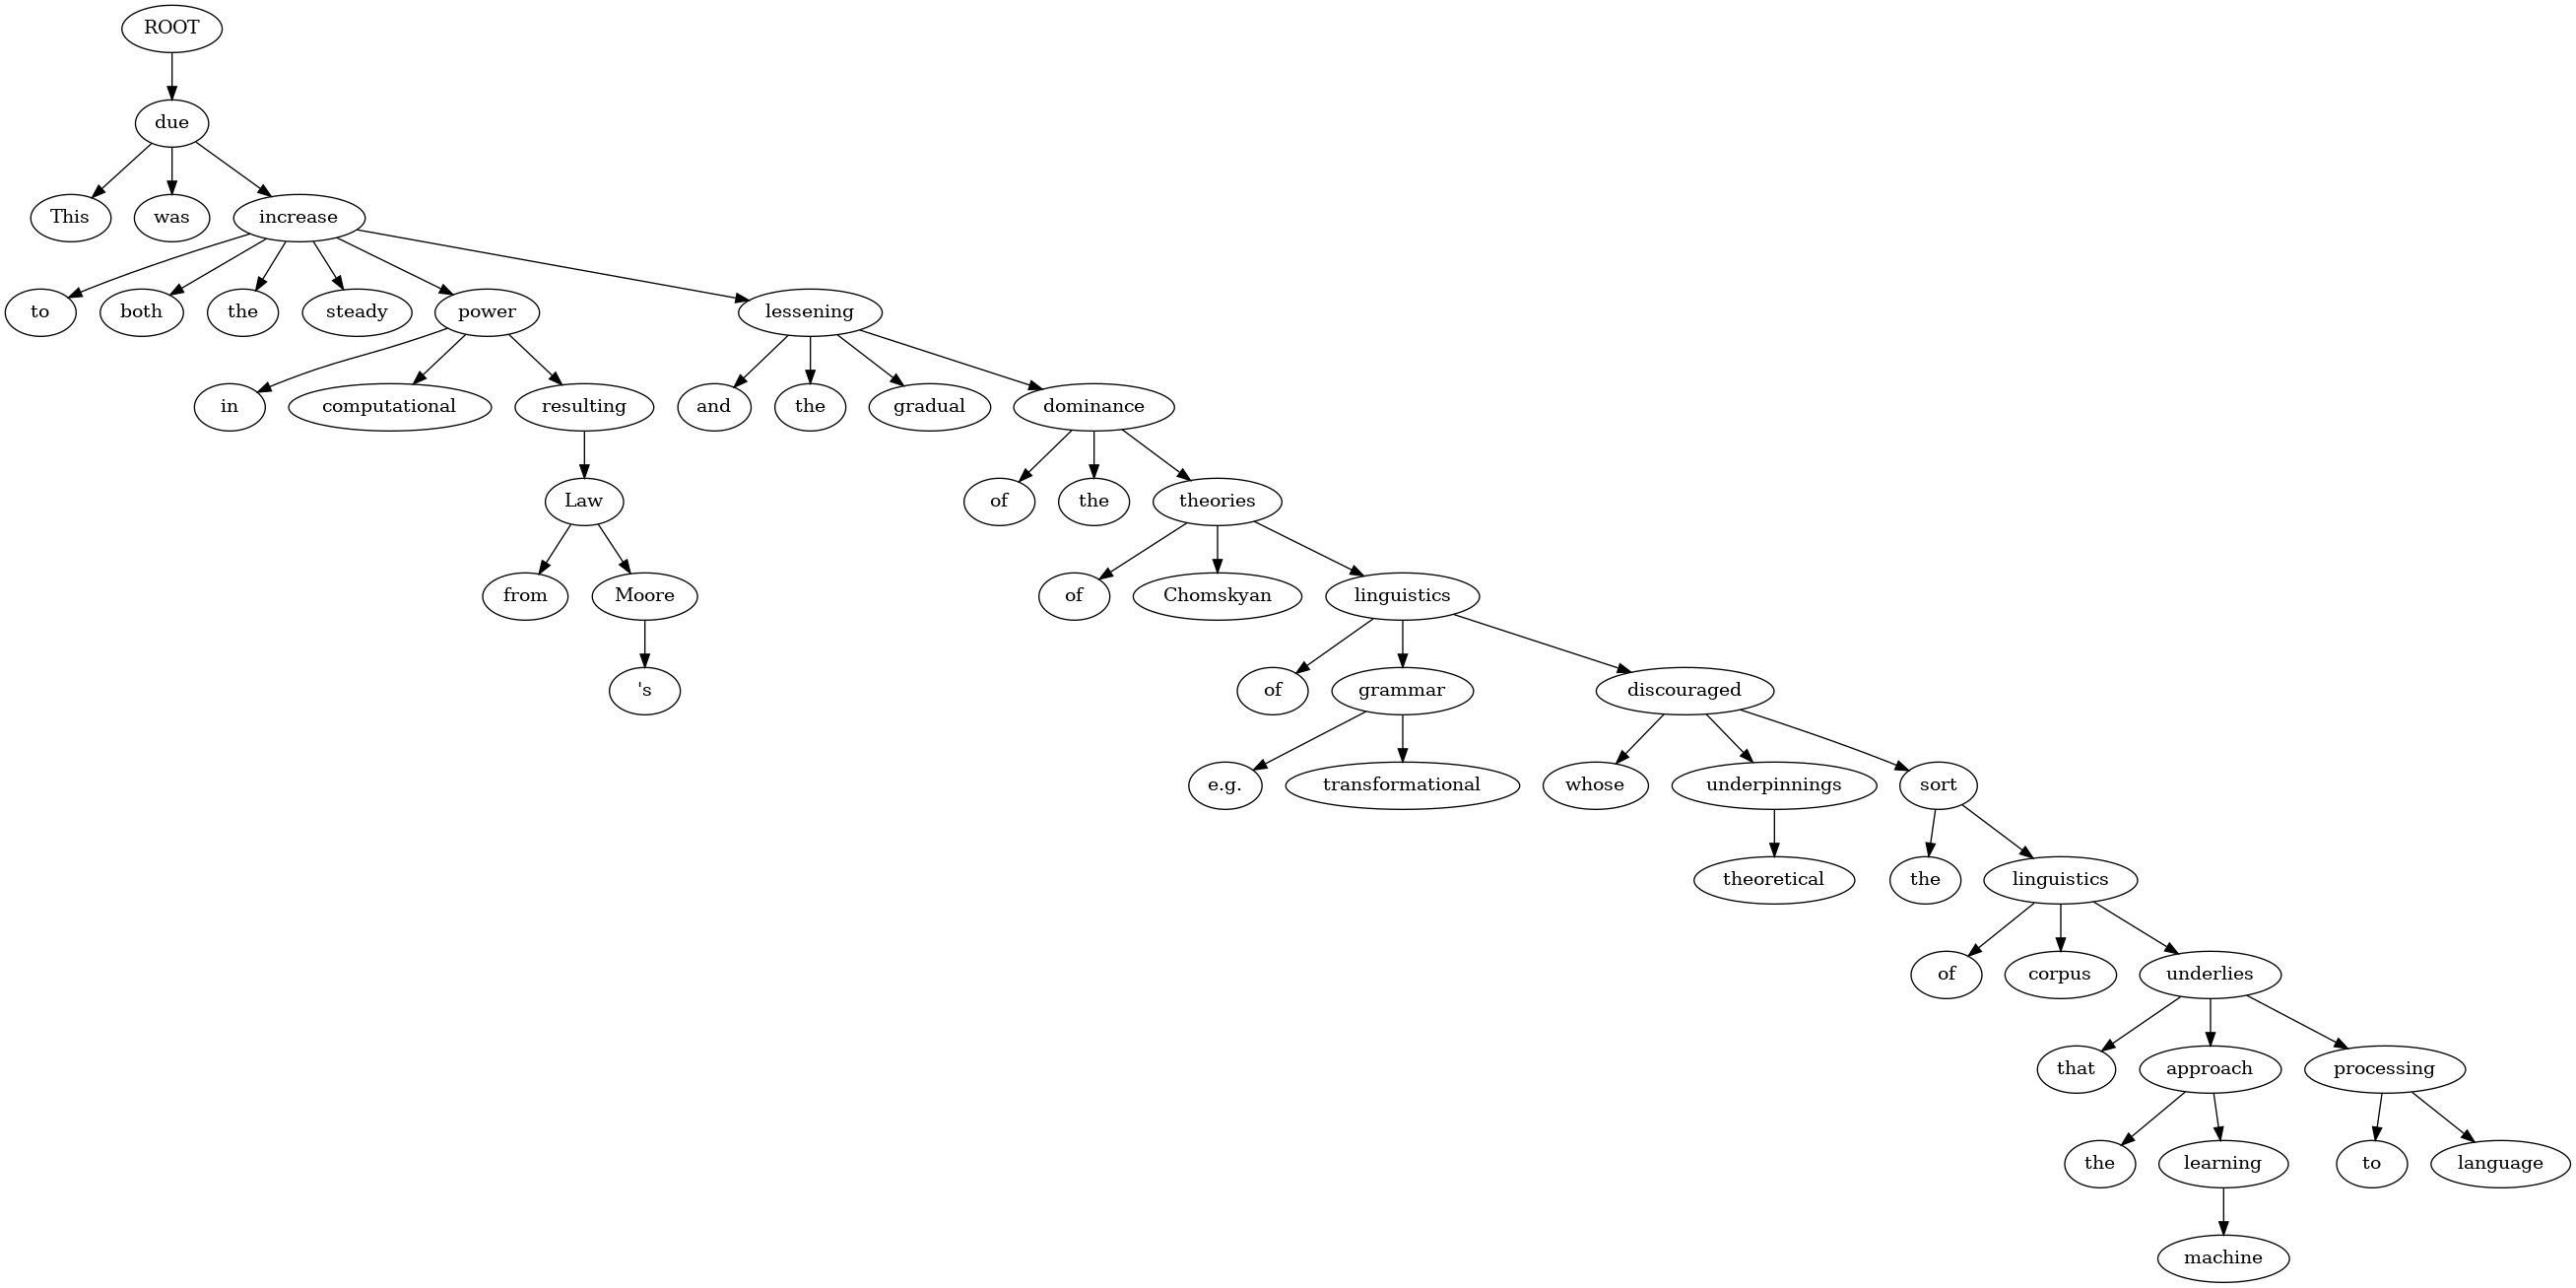 ROOT
due
This was increase
to both the steady power lessening
in computational resulting and the gradual dominance
Law of the theories
from Moore of Chomskyan linguistics
's of grammar discouraged
e.g. transformational whose underpinnings sort
theoretical the linguistics
of corpus underlies
that approach processing
the learning to language
machine